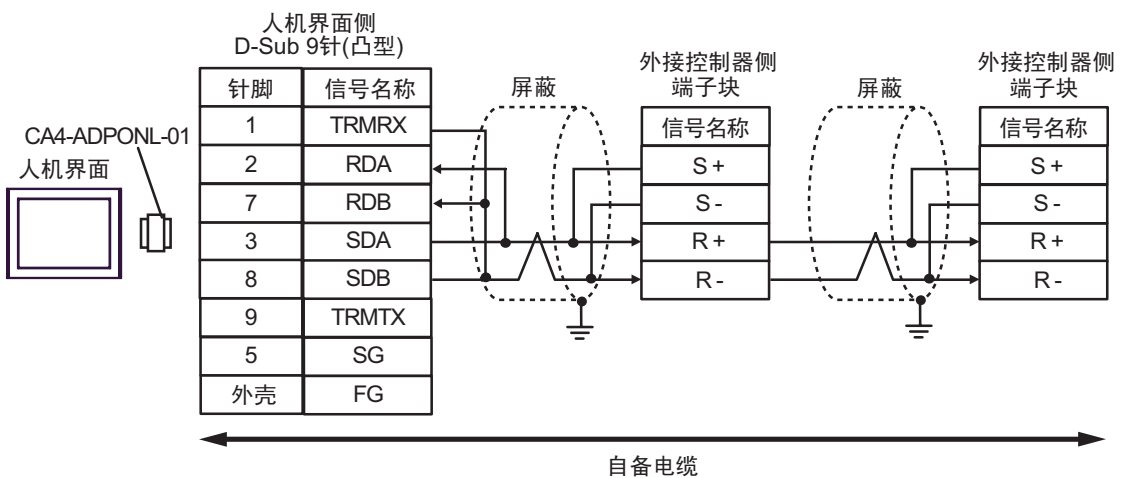 人机界面侧
D-Sub 9针(凸型)
针脚 信号名称
1 TRMRX
2 RDA
7 RDB
3 SDA
8 SDB
9 TRMTX
5 SG
外壳 FG
CA4-ADPONL-01
人机界面
屏蔽
外接控制器侧
端子块
信号名称
S+
S-
R+
R-
屏蔽
外接控制器侧
端子块
信号名称
S+
S-
R+
R-
自备电缆